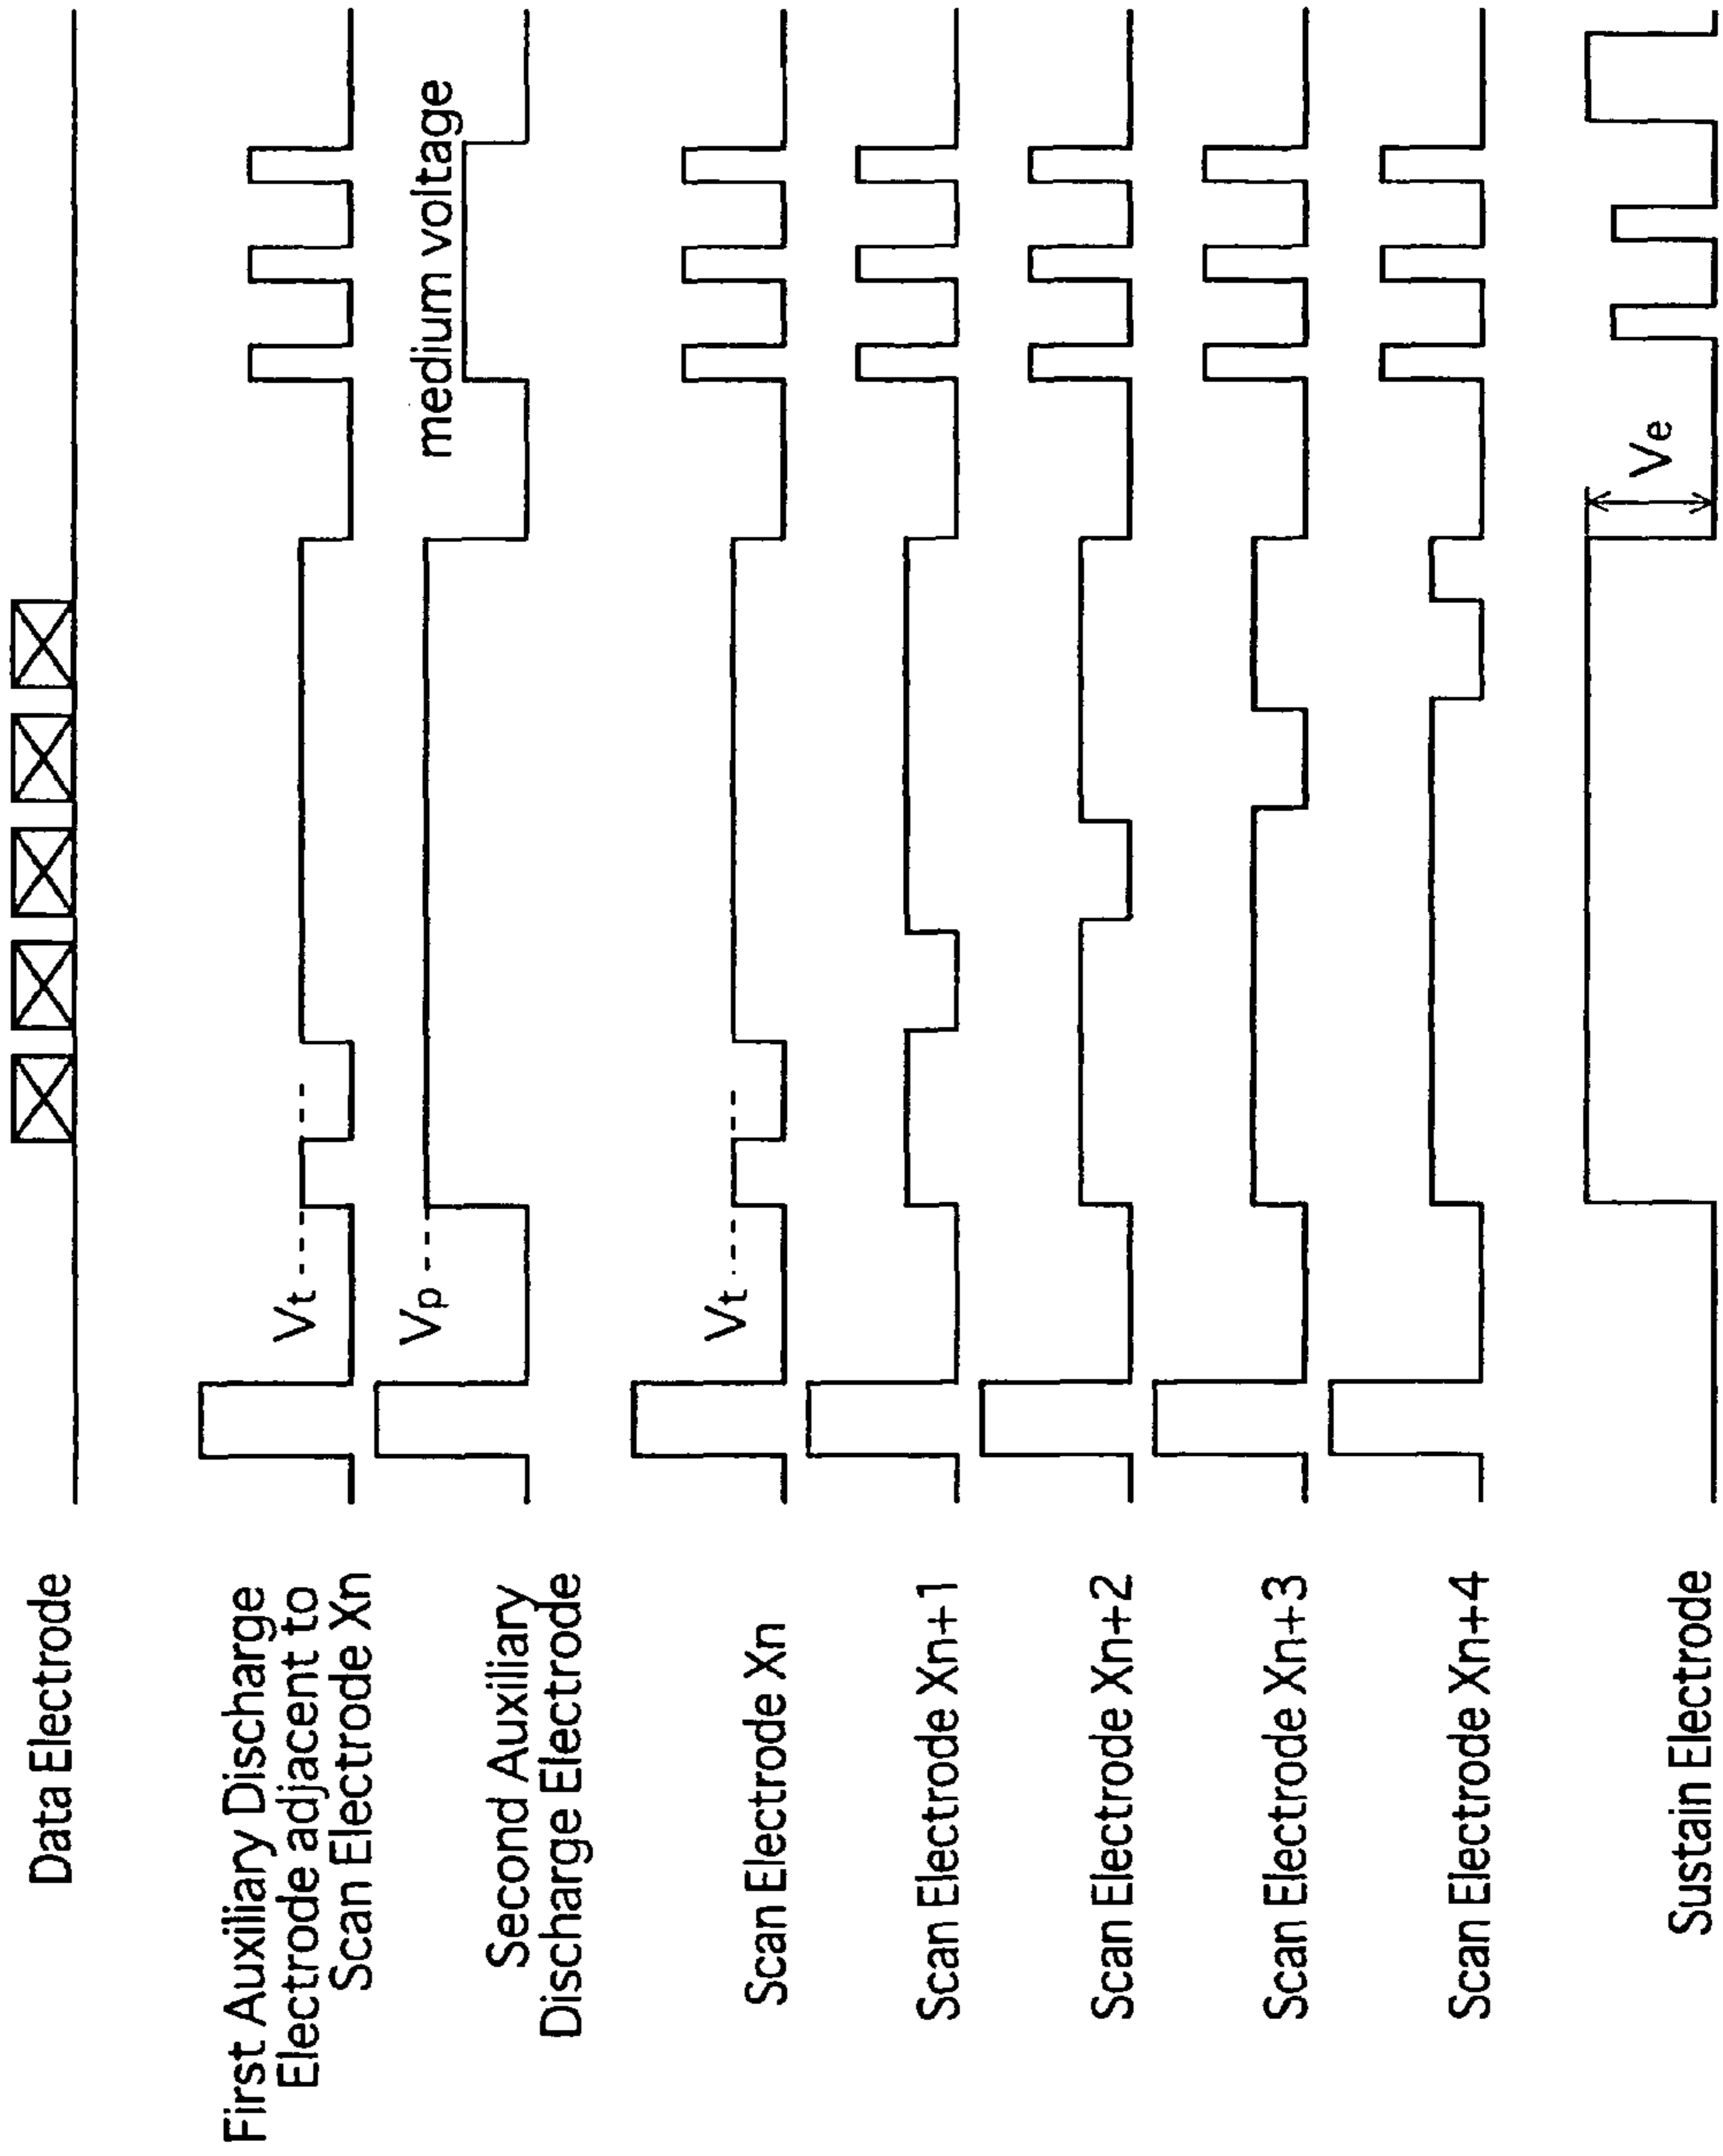 Data Electrode
First Auxiliary Discharge
Electrode adjacent to
Scan Electrode Xn
Vt
Second Auxiliary
Discharge Electrode
Vp
medium voltage
Scan Electrode Xn
Vt
Scan Electrode Xn+1
Scan Electrode Xn+2
Scan Electrode Xn+3
Scan Electrode Xn+4
Sustain Electrode
Ve